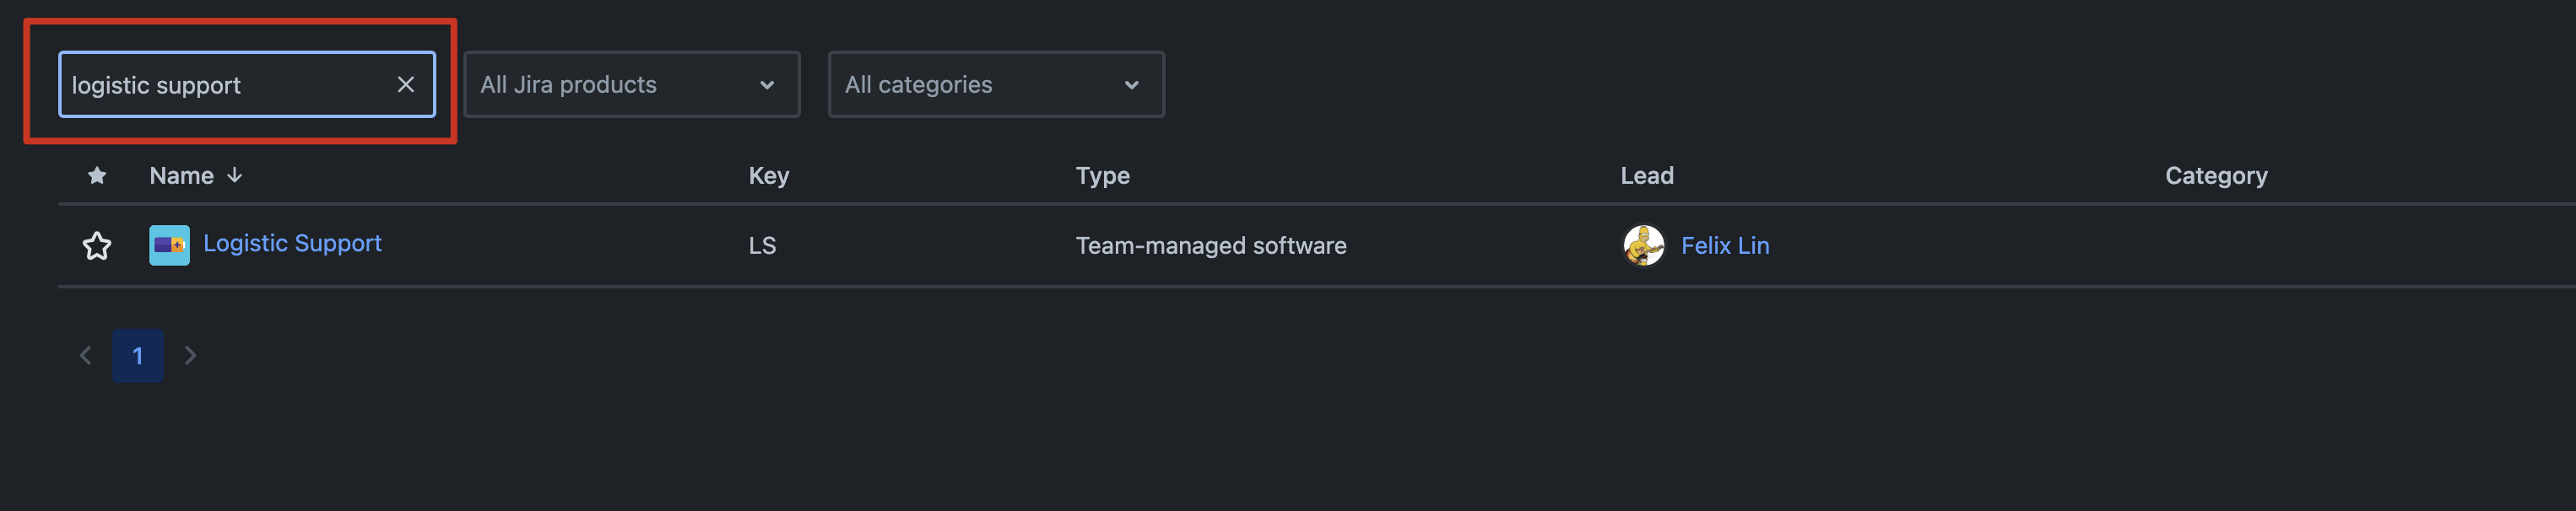 logistic support
All Jira products
All categories
Name Key Type Lead Category
Logistic Support LS Team-managed software Felix Lin
1